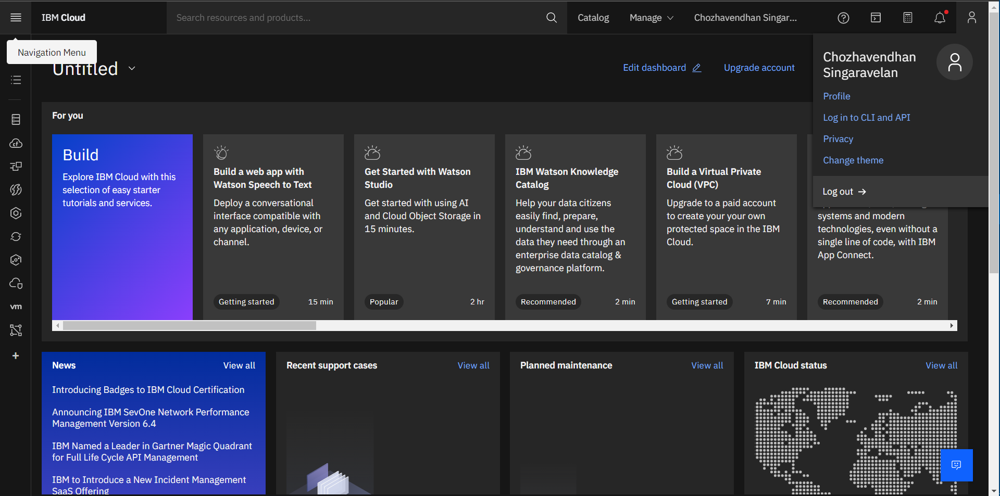 IBM Cloud
Search resources and products...
Catalog
Manage
Chozhavendhan Singar...
Navigation Menu
Untitled
Edit dashboard
Upgrade account
Chozhavendhan
Singaravelan
Profile
Log in to CLI and API
Privacy
Change theme
Log out
For you
Build
Explore IBM Cloud with this
selection of easy starter
tutorials and services.
Build a web app with
Watson Speech to Text
Deploy a conversational
interface compatible with
any application, device, or
channel.
Getting started
15 min
Get Started with Watson
Studio
Get started with using AI
and Cloud Object Storage in
15 minutes.
Popular
2 hr
IBM Watson Knowledge
Catalog
Help your data citizens
easily find, prepare,
understand and use the
data they need through an
enterprise data catalog &
governance platform.
Recommended
2 min
Build a Virtual Private
Cloud (VPC)
Upgrade to a paid account
to create your your own
protected space in the IBM
Cloud.
Getting started
7 min
systems and modern
technologies, even without a
single line of code, with IBM
App Connect.
Recommended
2 min
cf
vm
News
View all
Introducing Badges to IBM Cloud Certification
Announcing IBM SevOne Network Performance
Management Version 6.4
IBM Named a Leader in Gartner Magic Quadrant
for Full Life Cycle API Management
IBM to Introduce a New Incident Management
SaaS Offering
Recent support cases
View all
Planned maintenance
View all
IBM Cloud status
View all